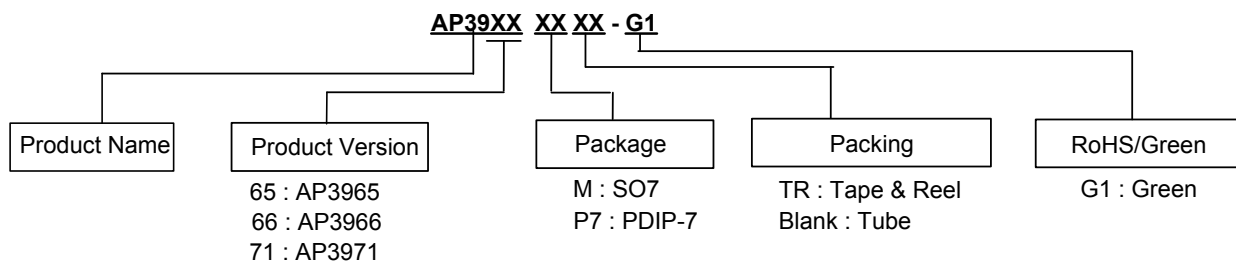 AP39XX XX XX - G1
Product Name
Product Version
Package
Packing
RoHS/Green
65 : AP3965
66 : AP3966
71 : AP3971
M : SO7
P7 : PDIP-7
TR : Tape & Reel
Blank : Tube
G1 : Green